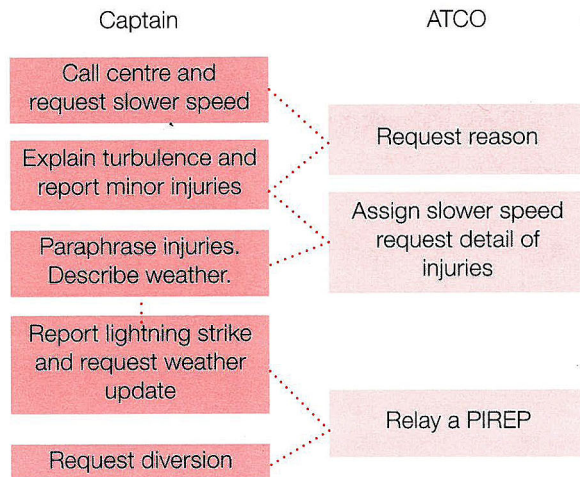 Captain
ATCO
Call centre and
request slower speed
Request reason
Explain turbulence and
report minor injuries
Assign slower speed
request detail of
injuries
Paraphrase injuries.
Describe weather.
Report lightning strike
and request weather
update
Relay a PIREP
Request diversion